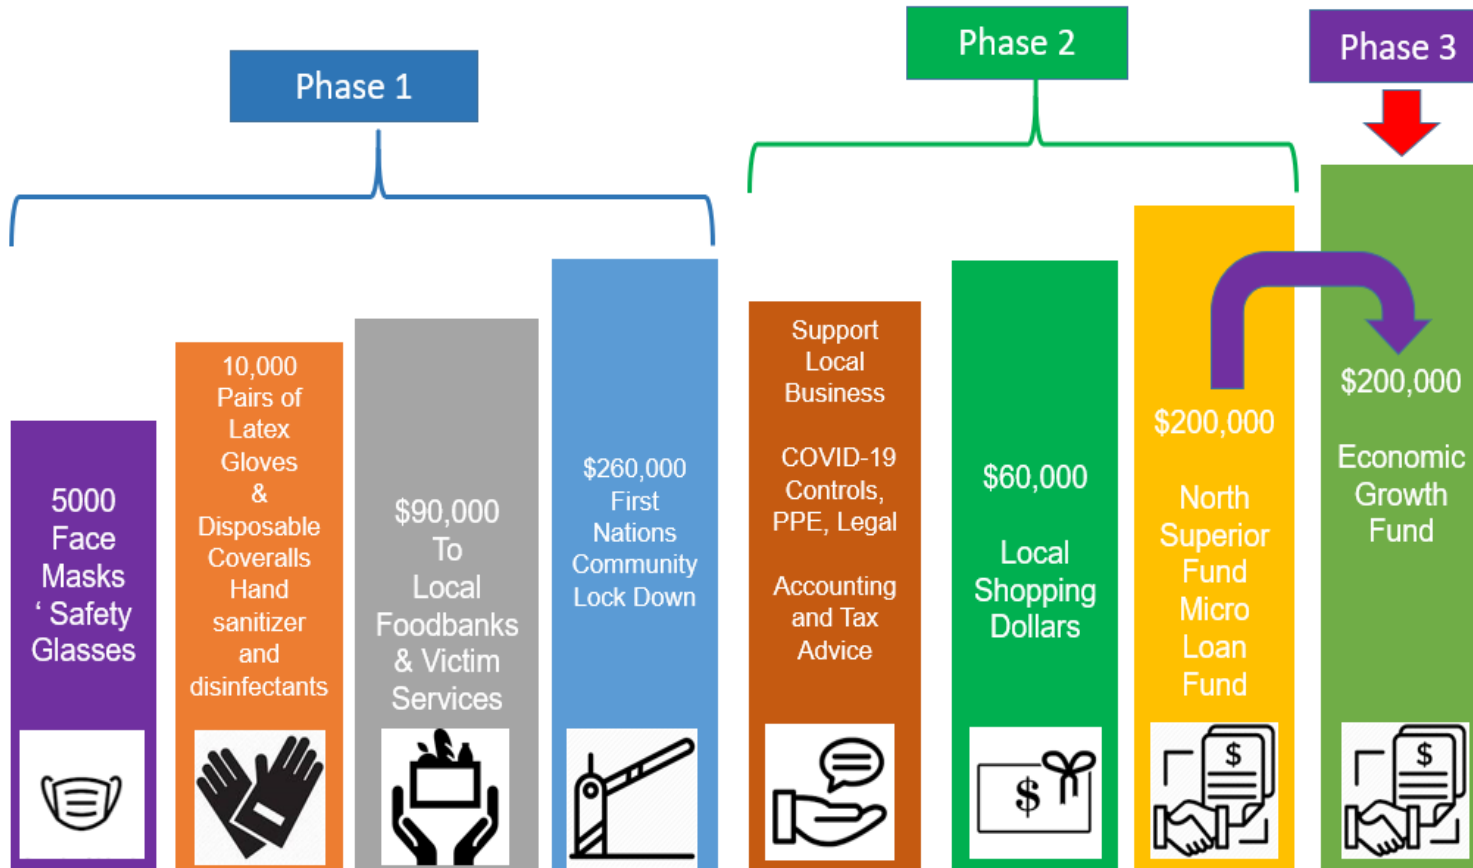 Phase 1
Phase 2
Phase 3
5000
Face
Masks
‘ Safety
Glasses
10,000
Pairs of
Latex
Gloves
&
Disposable
Coveralls
Hand
sanitizer
and
disinfectants
$90,000
To
Local
Foodbanks
& Victim
Services
$260,000
First
Nations
Community
Lock Down
Support
Local
Business
COVID-19
Controls,
PPE, Legal
Accounting
and Tax
Advice
$60,000
Local
Shopping
Dollars
$
$200,000
North
Superior
Fund
Micro
Loan
Fund
$
$200,000
Economic
Growth
Fund
$